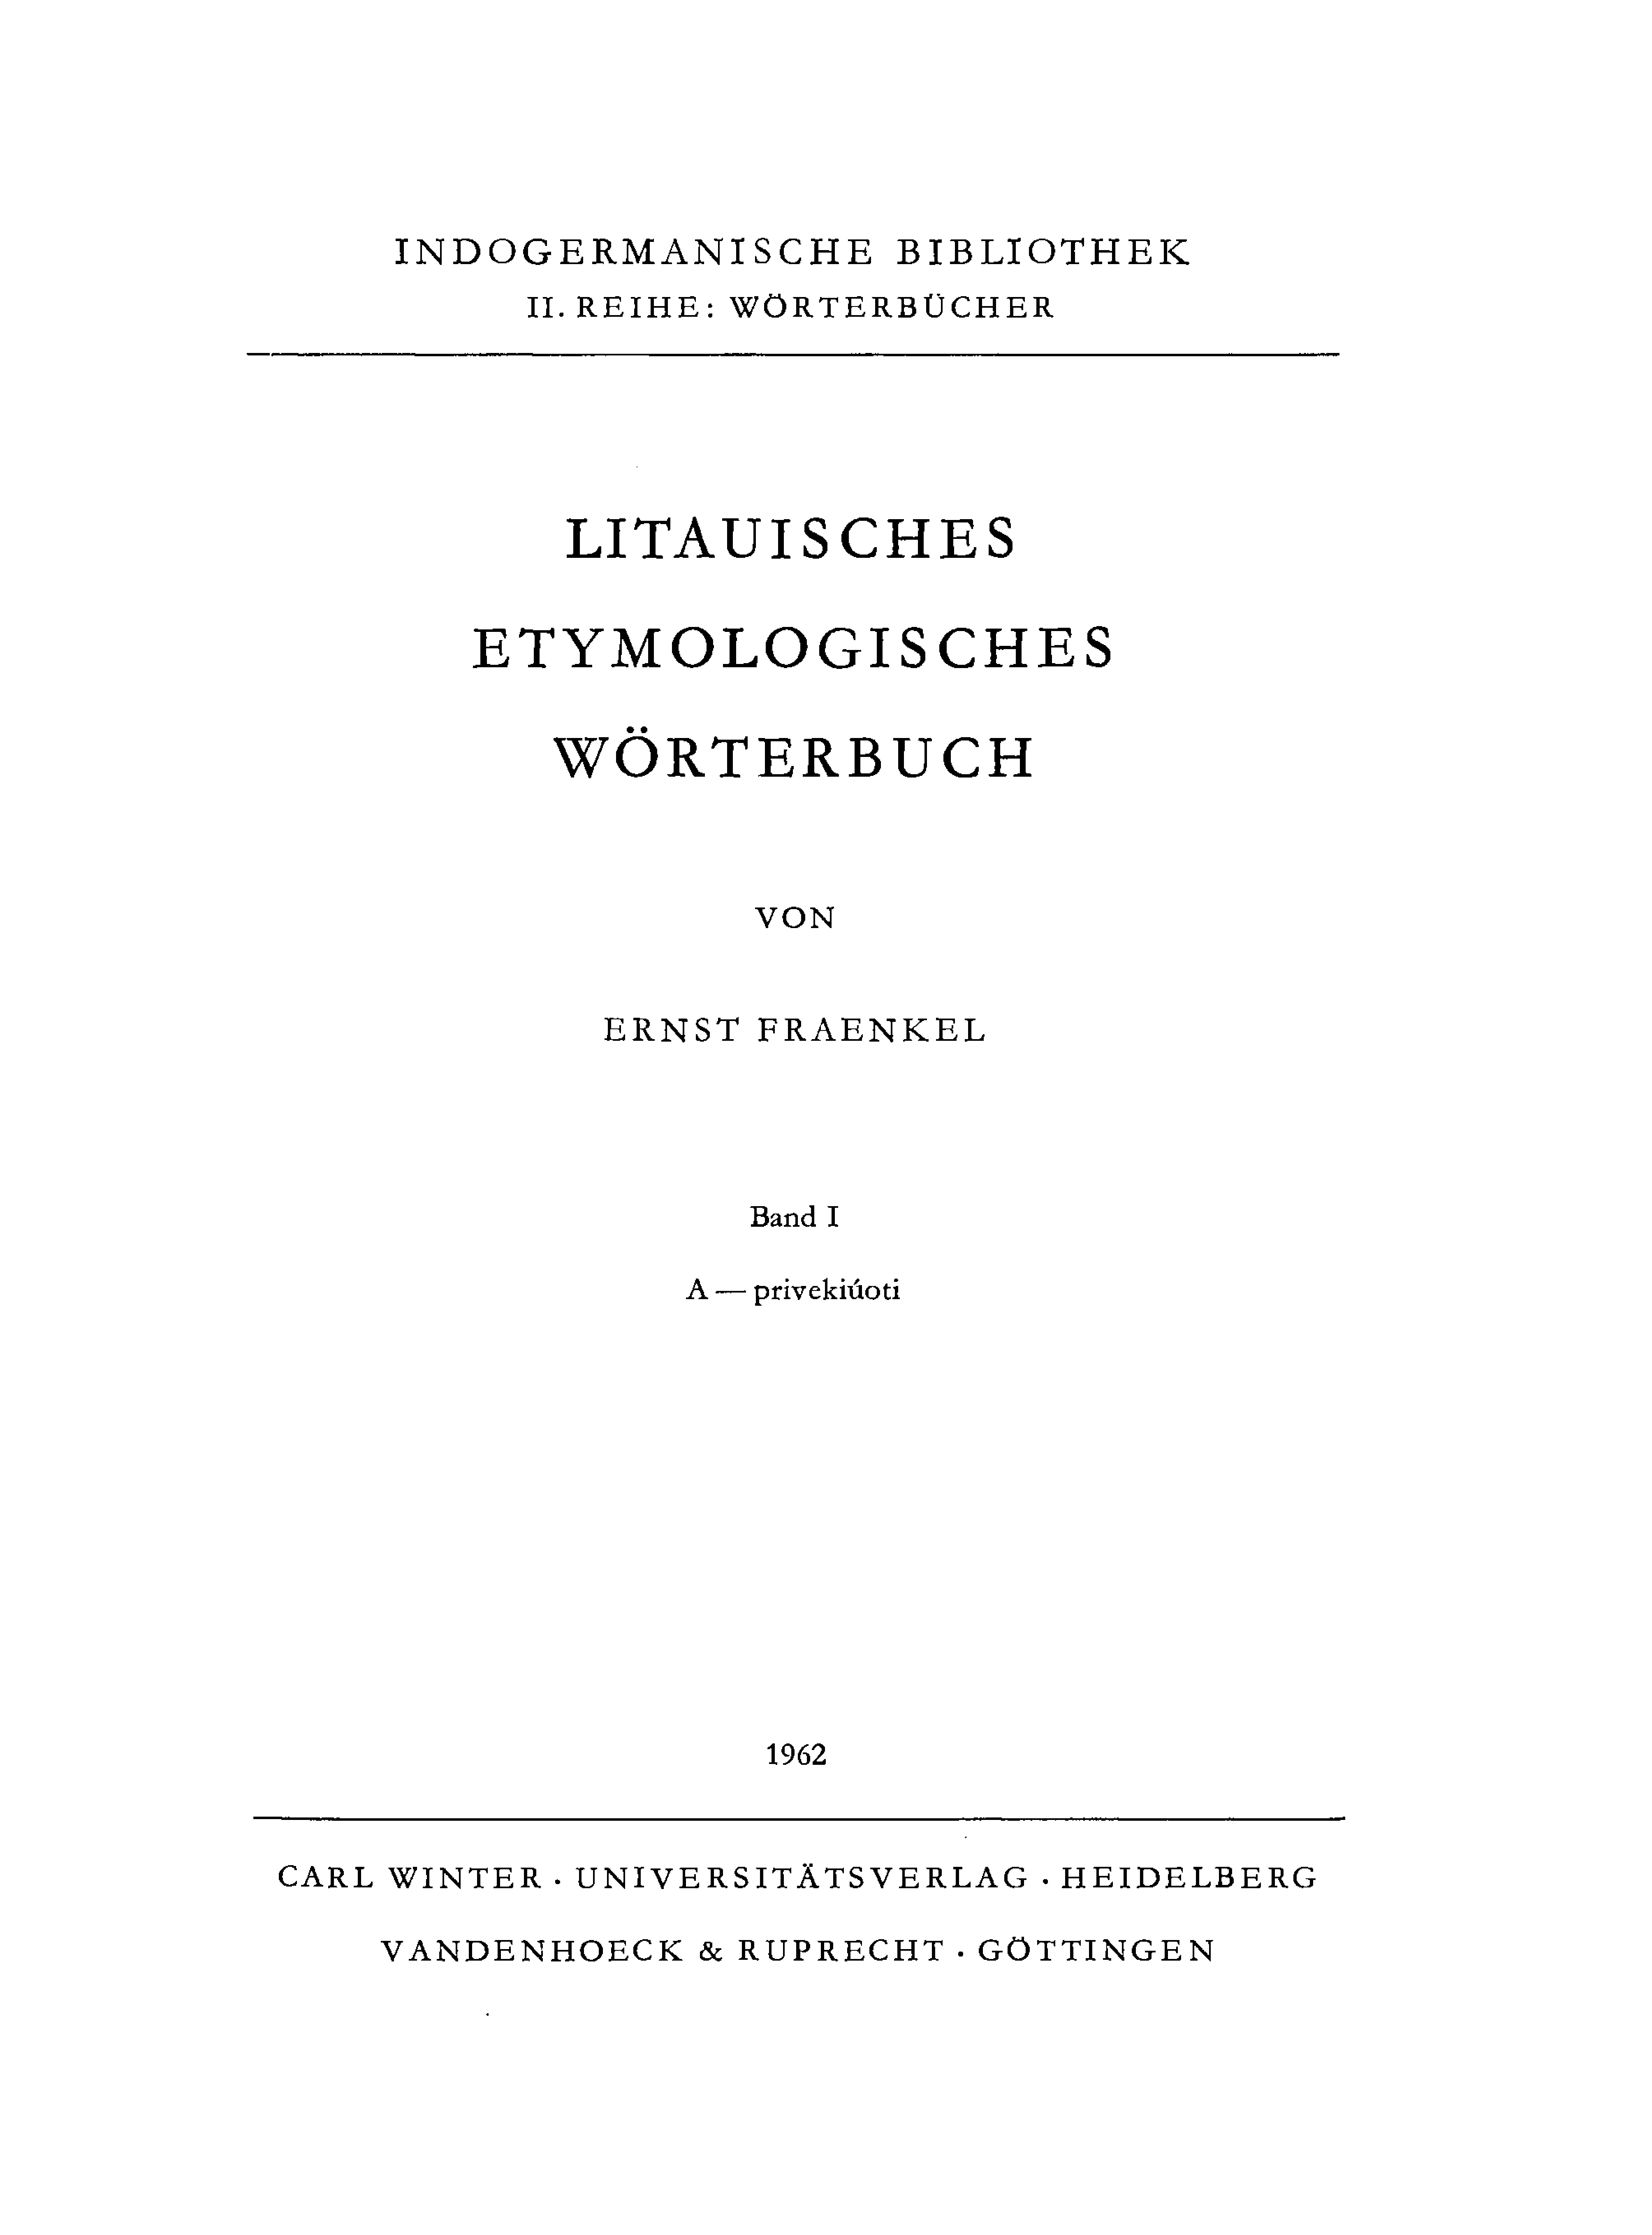 INDOGERMANISCHE BIBLIOTHEK
II. REIHE: WÖRTERBÜCHER
LITAUISCHES
ETYMOLOGISCHES
WÖRTERBUCH
VON
ERNST FRAENKEL
Band I
A — privekiúoti
1962
CARL WINTER · UNIVERSITÄTSVERLAG · HEIDELBERG
VANDENHOECK & RUPRECHT · GÖTTINGEN